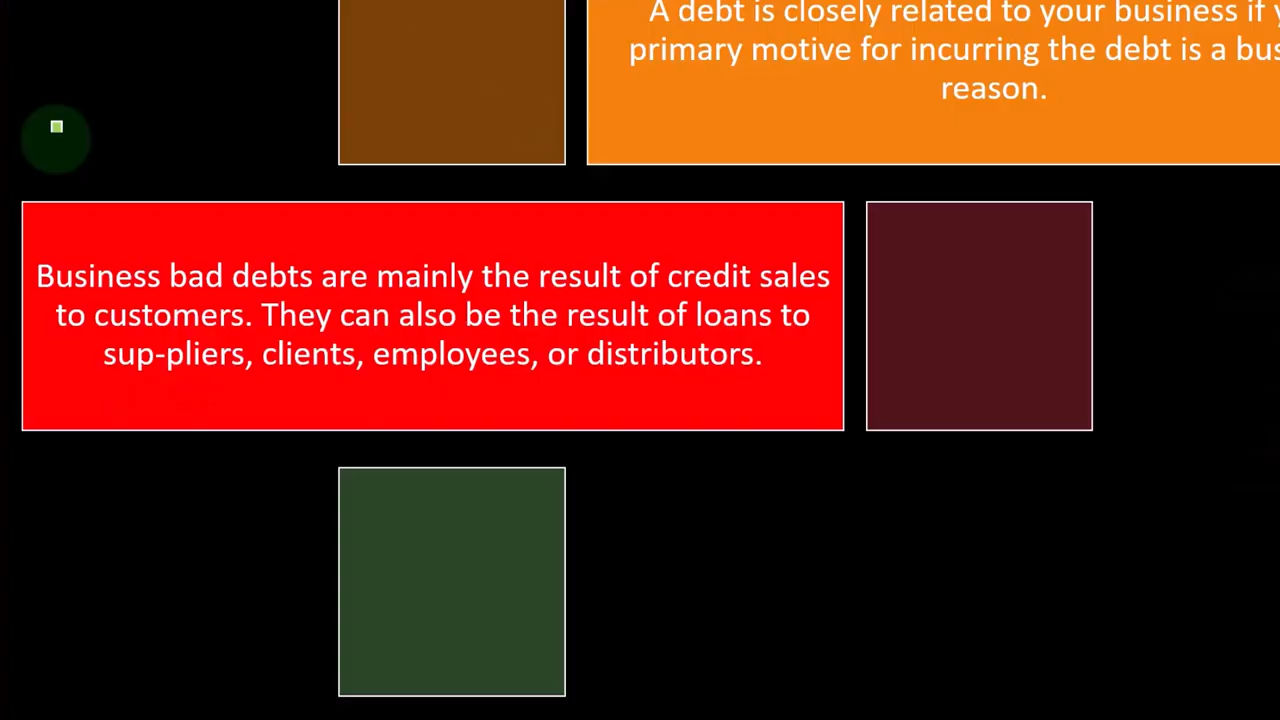 A debt is closely related to your business if
primary motive for incurring the debt is a
reason.
Business bad debts are mainly the result of credit sales
to customers. They can also be the result of loans to
sup-pliers, clients, employees, or distributors.